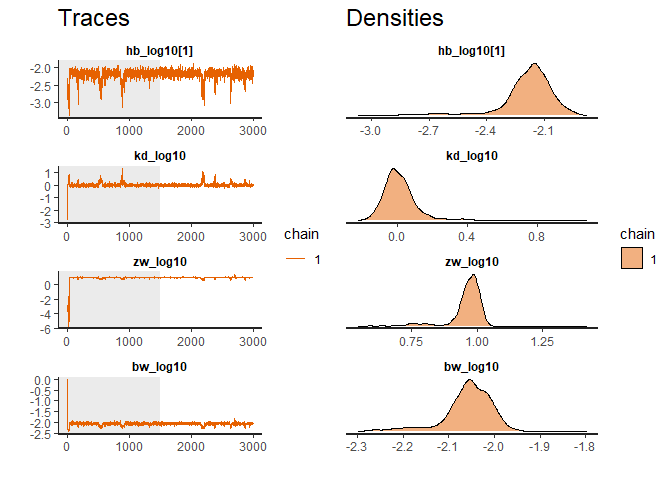 Traces
hb_log10[1]
-2.0
-2.5
-3.0
0 1000 2000 3000
kd_log10
1
0
-1
-2
-3
0 1000 2000 3000
zw_log10
0
-2
-4
-6
0 1000 2000 3000
bw_log10
0.0
-0.5
-1.0
-1.5
-2.0
-2.5
0 1000 2000 3000
chain
1
Densities
hb_log10[1]
-3.0 -2.7 -2.4 -2.1
kd_log10
0.0 0.4 0.8
zw_log10
0.75 1.00 1.25
bw_log10
-2.3 -2.2 -2.1 -2.0 -1.9 -1.8
chain
1